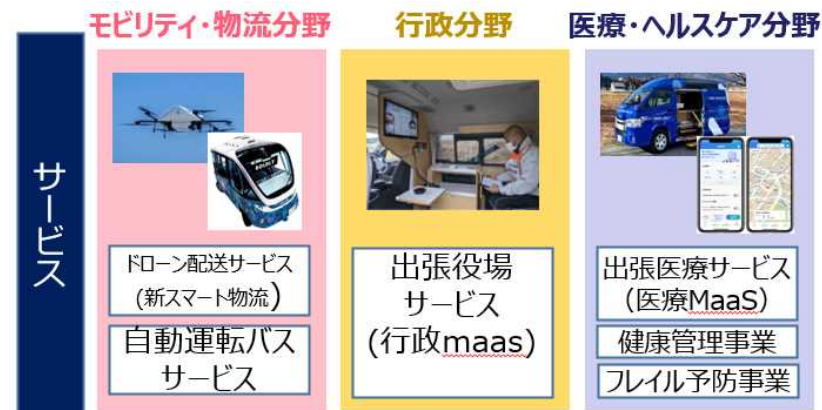 モビリティ・物流分野
行政分野
医療・ヘルスケア分野
サービス
ドローン配送サービス
(新スマート物流)
自動運転バス
サービス
出張役場
サービス
(行政maas)
出張医療サービス
(医療MaaS)
健康管理事業
フレイル予防事業